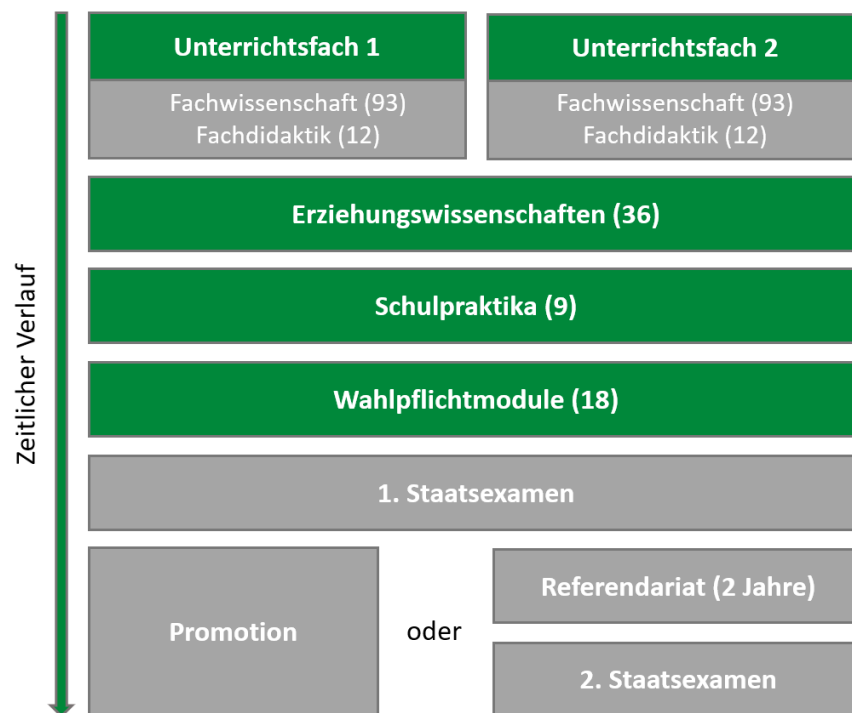 Unterrichtsfach 1
Fachwissenschaft (93)
Fachdidaktik (12)
Unterrichtsfach 2
Fachwissenschaft (93)
Fachdidaktik (12)
Erziehungswissenschaften (36)
Schulpraktika (9)
Wahlpflichtmodule (18)
1. Staatsexamen
Promotion
oder
Referendariat (2 Jahre)
2. Staatsexamen
Zeitlicher Verlauf